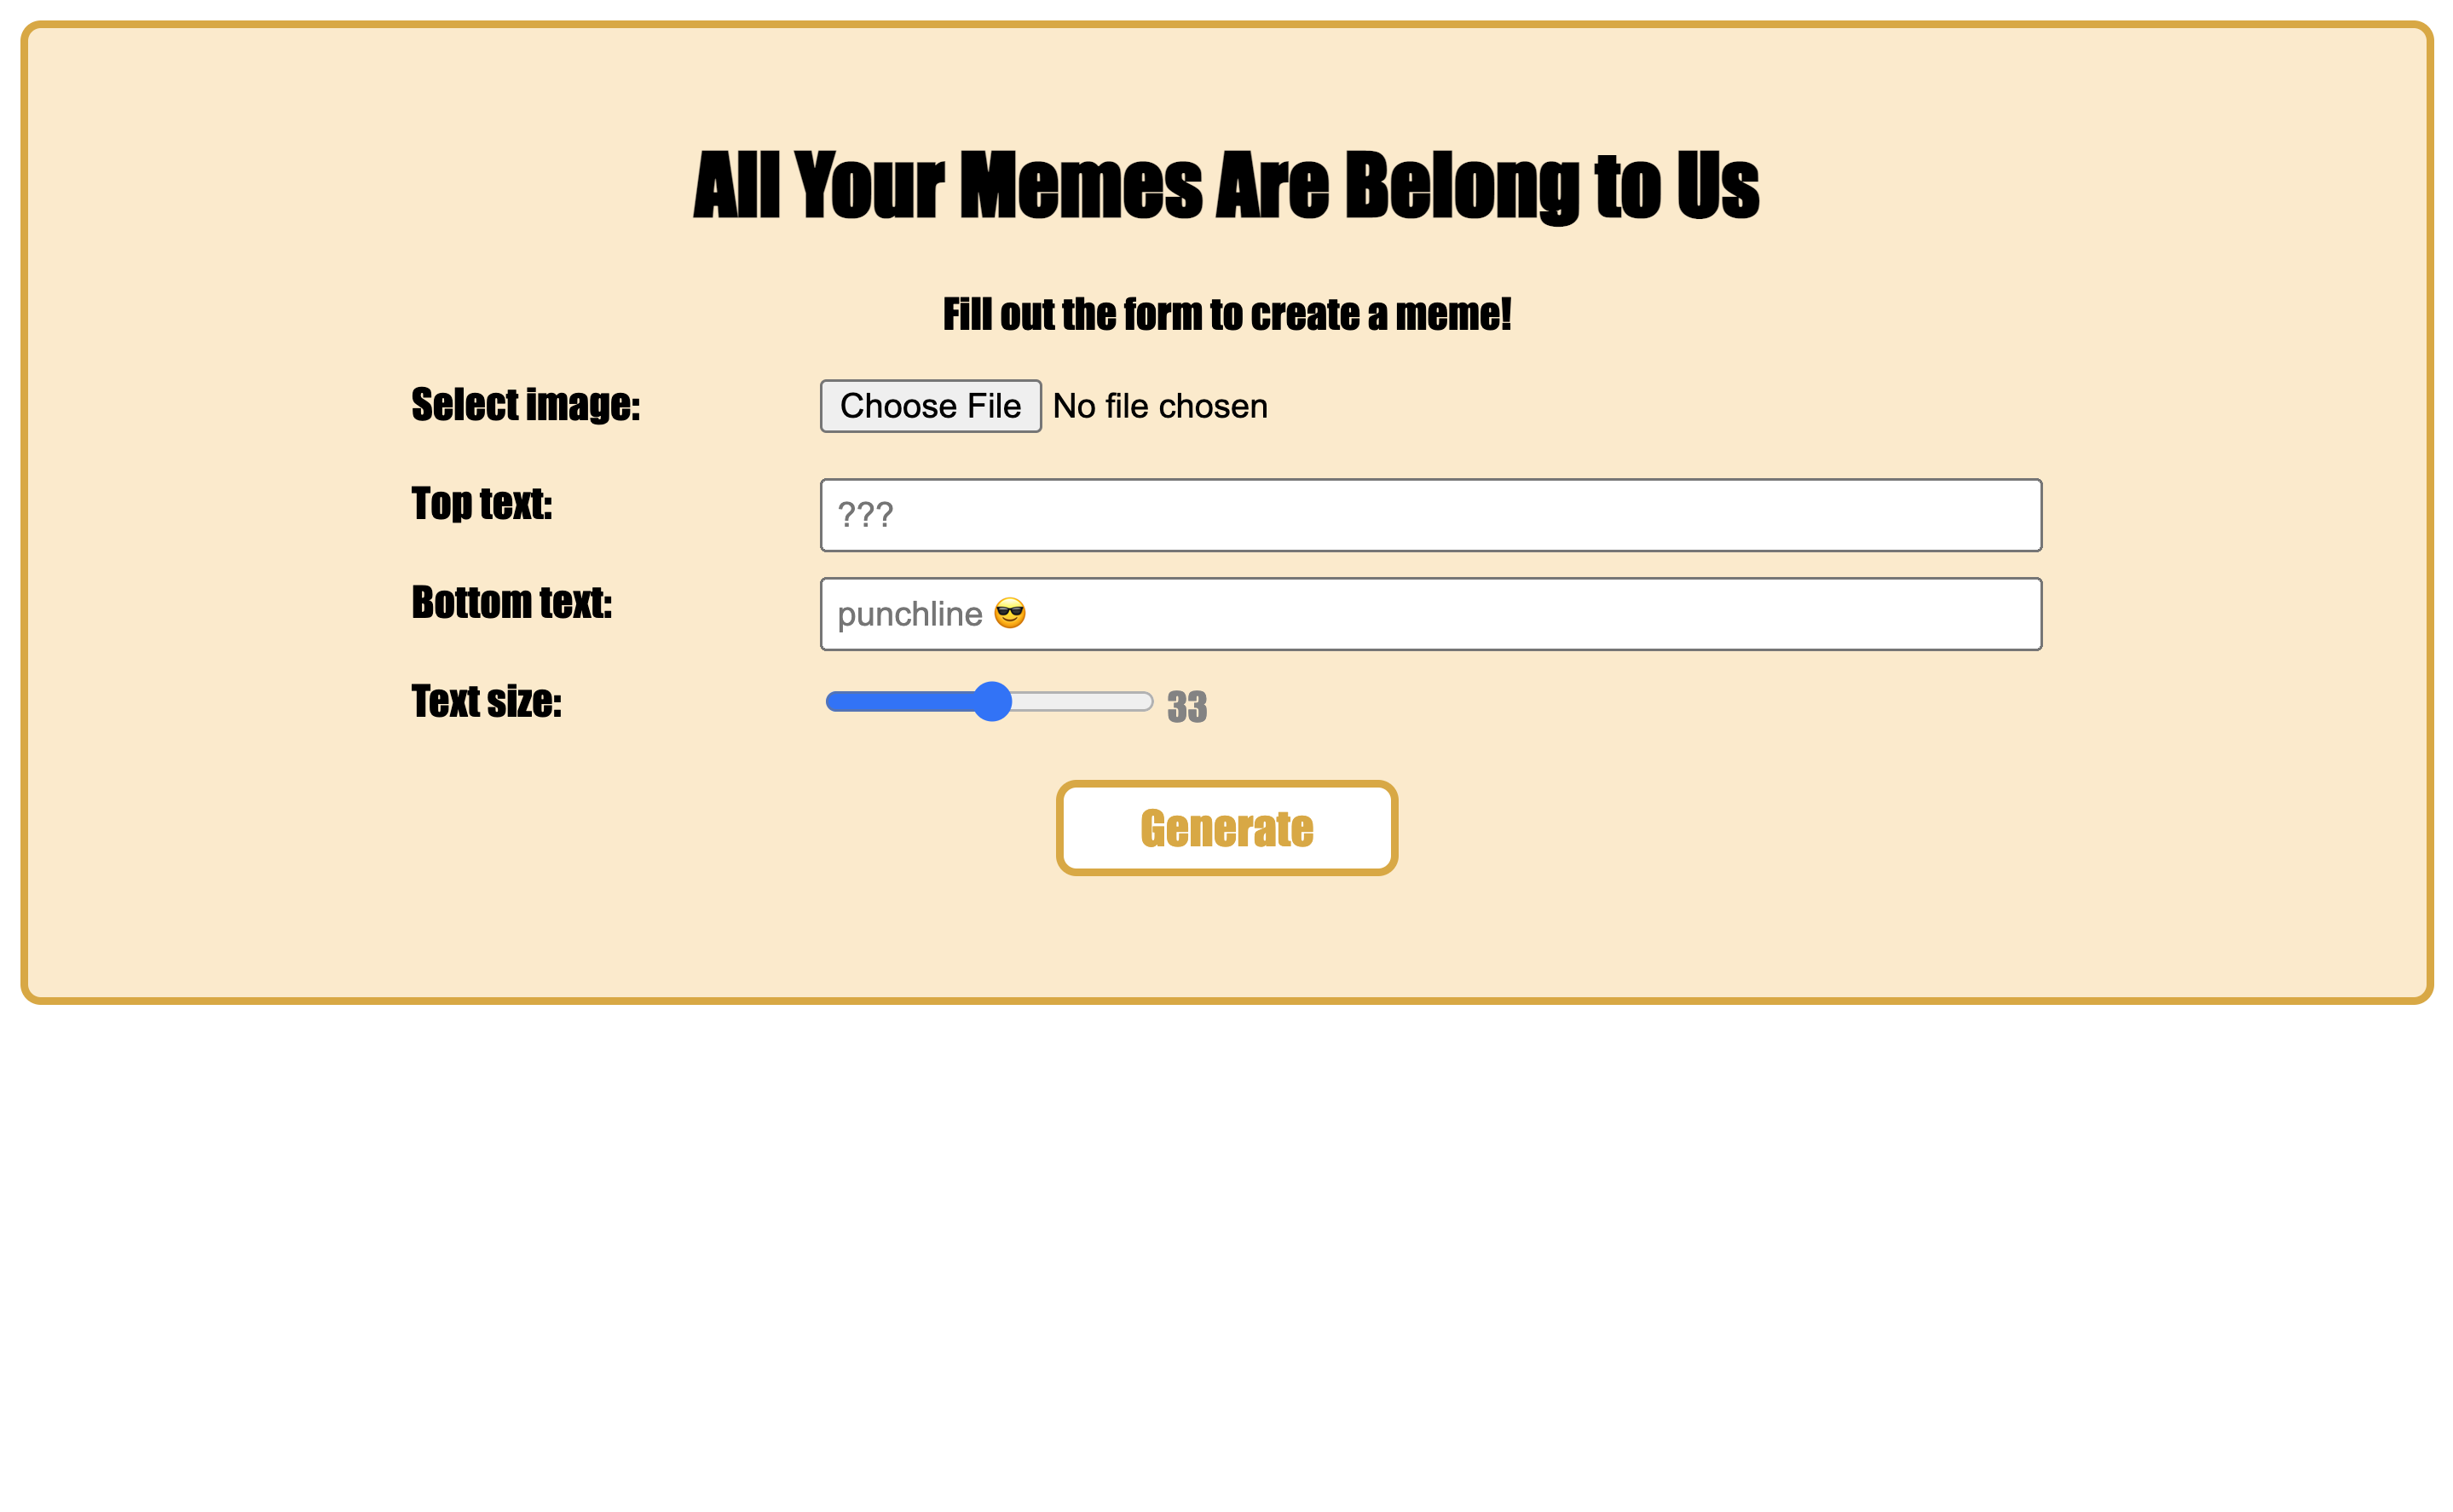 All Your Memes Are Belong to Us
Fill out the form to create a meme!
Select image: Choose File No file chosen
Top text: ???
Bottom text: punchline 😎
Text size: 33
Generate